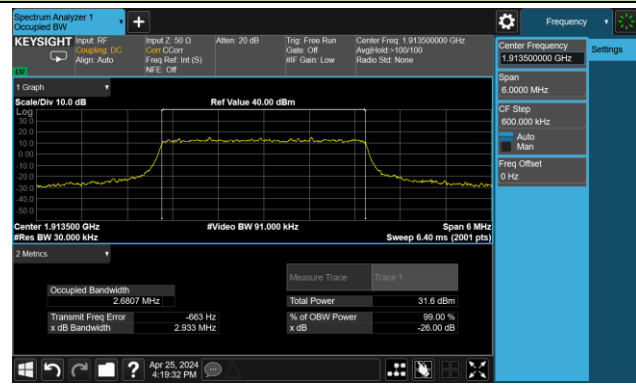 Spectrum Analyzer 1
Occupied BW
Frequency
KEYSIGHT
Input: RF
Coupling: DC
Align: Auto
Input Z: 50 Ω
Corr CCorr
Freq Ref: Int (S)
NFE: Off
Atten: 20 dB
Trig: Free Run
Gate: Off
#IF Gain: Low
Center Freq: 1.913500000 GHz
Avg|Hold:>100/100
Radio Std: None
Center Frequency
1.913500000 GHz
Settings
Span
6.0000 MHz
CF Step
600.000 kHz
Auto
Man
Freq Offset
0 Hz
1 Graph
Scale/Div 10.0 dB
Ref Value 40.00 dBm
Log
30.0
20.0
10.0
0.00
-10.0
-20.0
-30.0
-40.0
-50.0
Center 1.913500 GHz
#Video BW 91.000 kHz
Span 6 MHz
#Res BW 30.000 kHz
Sweep 6.40 ms (2001 pts)
2 Metrics
Measure Trace
Trace 1
Occupied Bandwidth
2.6807 MHz
Total Power
31.6 dBm
Transmit Freq Error
-663 Hz
% of OBW Power
99.00 %
x dB Bandwidth
2.933 MHz
x dB
-26.00 dB
?
Apr 25, 2024
4:19:32 PM